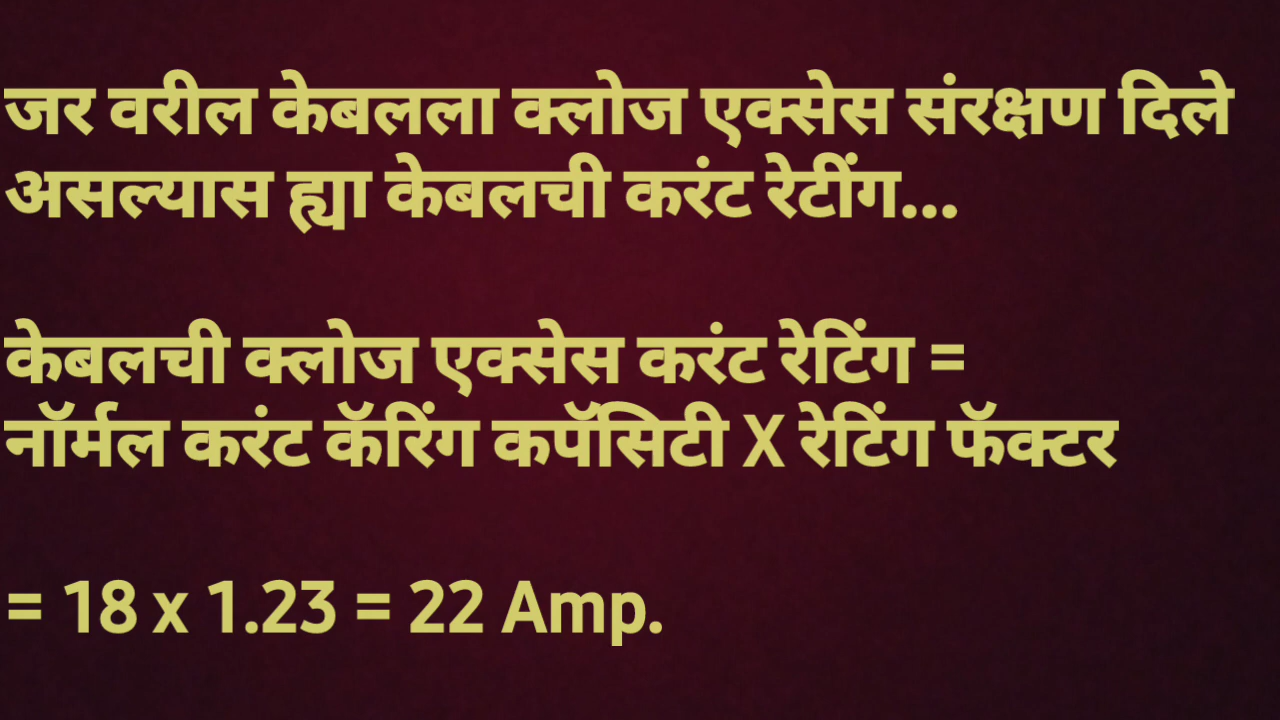 जर वरील केबलला क्लोज एक्सेस संरक्षण दिले
असल्यास ह्या केबलची करंट रेटींग...
केबलची क्लोज एक्सेस करंट रेटिंग =
नॉर्मल करंट कॅरिंग कपॅसिटी X रेटिंग फॅक्टर
= 18 x 1.23 = 22 Amp.